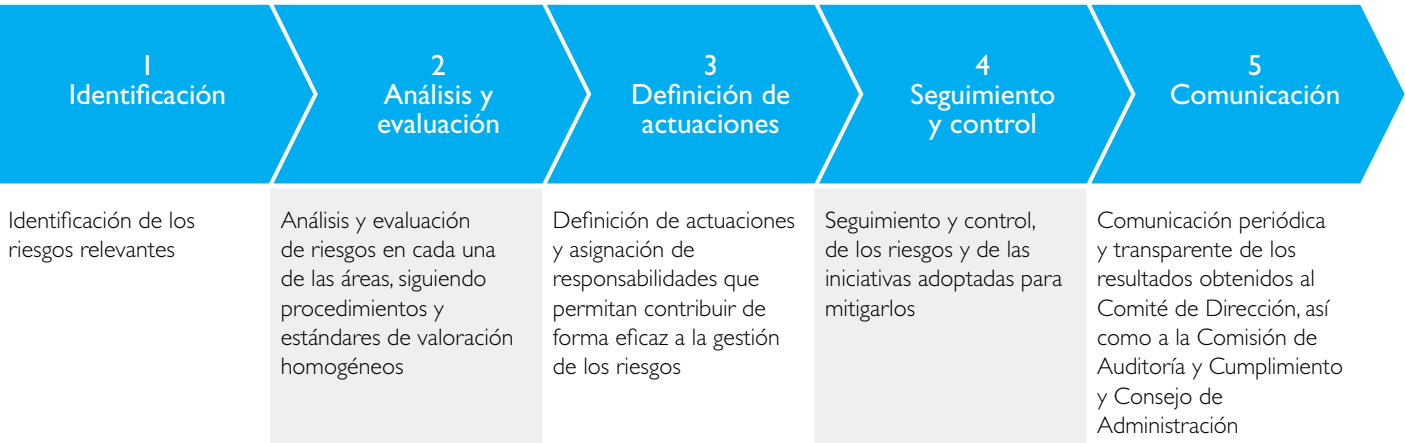 1
Identificación
2
Análisis y
evaluación
3
Definición de
actuaciones
4
Seguimiento
y control
5
Comunicación
Identificación de los
riesgos relevantes
Análisis y evaluación
de riesgos en cada una
de las áreas, siguiendo
procedimientos y
estándares de valoración
homogéneos
Definición de actuaciones
y asignación de
responsabilidades que
permitan contribuir de
forma eficaz a la gestión
de los riesgos
Seguimiento y control,
de los riesgos y de las
iniciativas adoptadas para
mitigarlos
Comunicación periódica
y transparente de los
resultados obtenidos al
Comité de Dirección, así
como a la Comisión de
Auditoría y Cumplimiento
y Consejo de
Administración